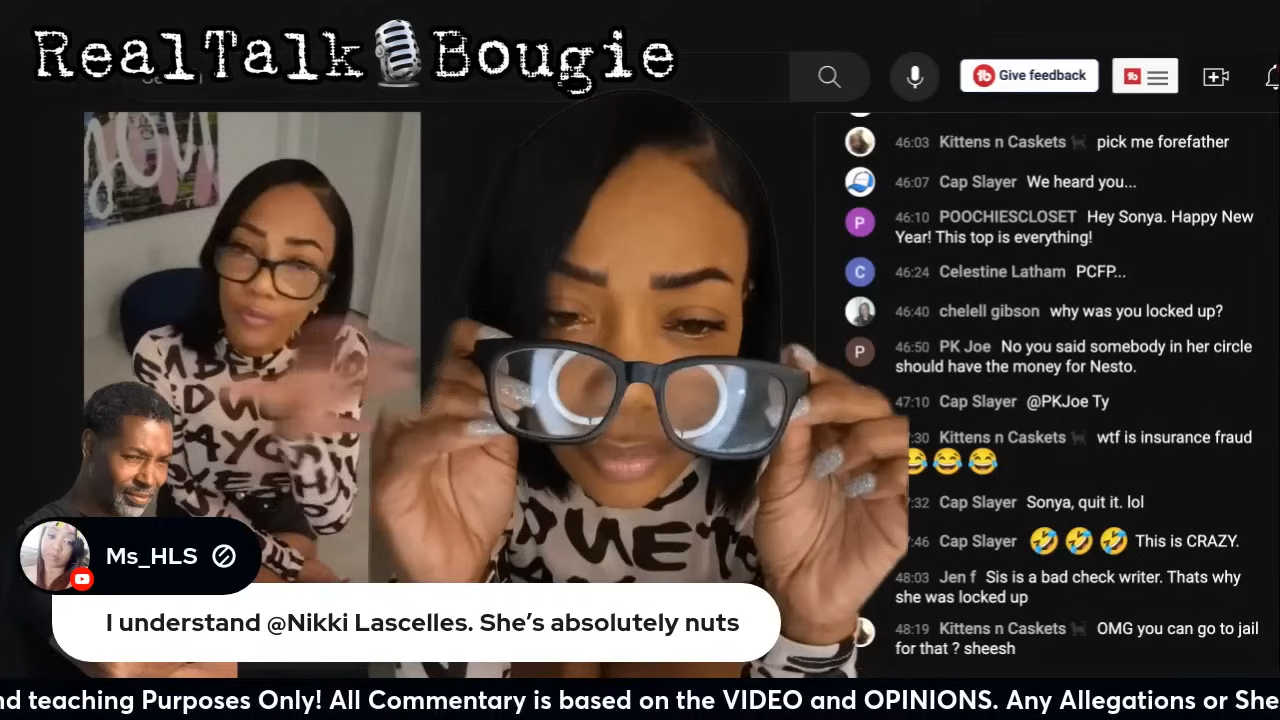 RealTalk Bougie
Give feedback
46:03 Kittens n Caskets pick me forefather
46:07 Cap Slayer We heard you...
46:10 POOCHIESCLOSET Hey Sonya. Happy New
Year! This top is everything!
46:24 Celestine Latham PCFP...
46:40 chelell gibson why was you locked up?
46:50 PK Joe No you said somebody in her circle
should have the money for Nesto.
47:10 Cap Slayer @PKJoe Ty
:30 Kittens n Caskets wtf is insurance fraud
😂😂😂
:32 Cap Slayer Sonya, quit it. lol
:46 Cap Slayer 🤣🤣🤣 This is CRAZY.
48:03 Jen f Sis is a bad check writer. Thats why
she was locked up
48:19 Kittens n Caskets OMG you can go to jail
for that ? sheesh
Ms_HLS
I understand @Nikki Lascelles. She’s absolutely nuts
nd teaching Purposes Only! All Commentary is based on the VIDEO and OPINIONS. Any Allegations or She